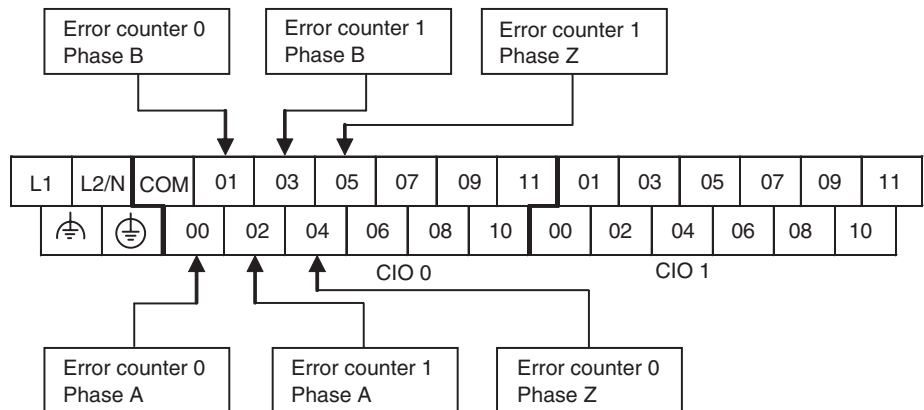 Error counter 0
Phase B
Error counter 1
Phase B
Error counter 1
Phase Z
L1 L2/N COM 01 03 05 07 09 11 01 03 05 07 09 11
00 02 04 06 08 10 00 02 04 06 08 10
CIO 0 CIO 1
Error counter 0
Phase A
Error counter 1
Phase A
Error counter 0
Phase Z